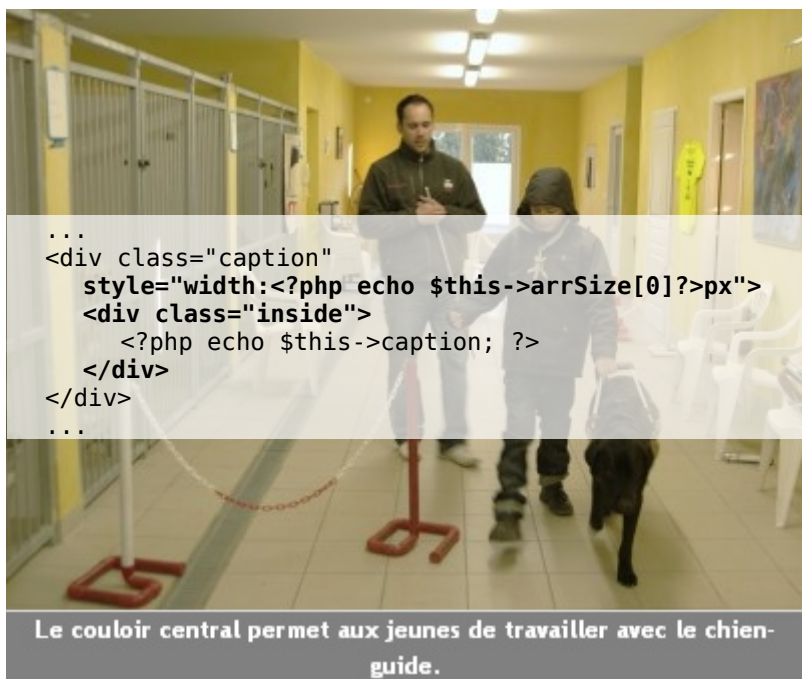 ...
<div class="caption"
style="width:<?php echo $this->arrSize[0]?>px">
<div class="inside">
<?php echo $this->caption; ?>
</div>
</div>
...
Le couloir central permet aux jeunes de travailler avec le chien-
guide.